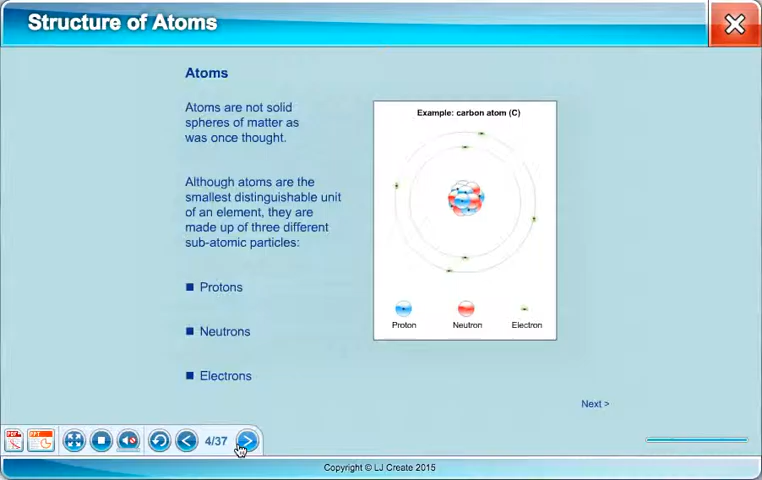 Structure of Atoms
Atoms
Atoms are not solid
spheres of matter as
was once thought.
Although atoms are the
smallest distinguishable unit
of an element, they are
made up of three different
sub-atomic particles:
Protons
Neutrons
Electrons
Example: carbon atom (C)
Proton
Neutron
Electron
Next >
PDF
PPT
4/37
Copyright © LJ Create 2015